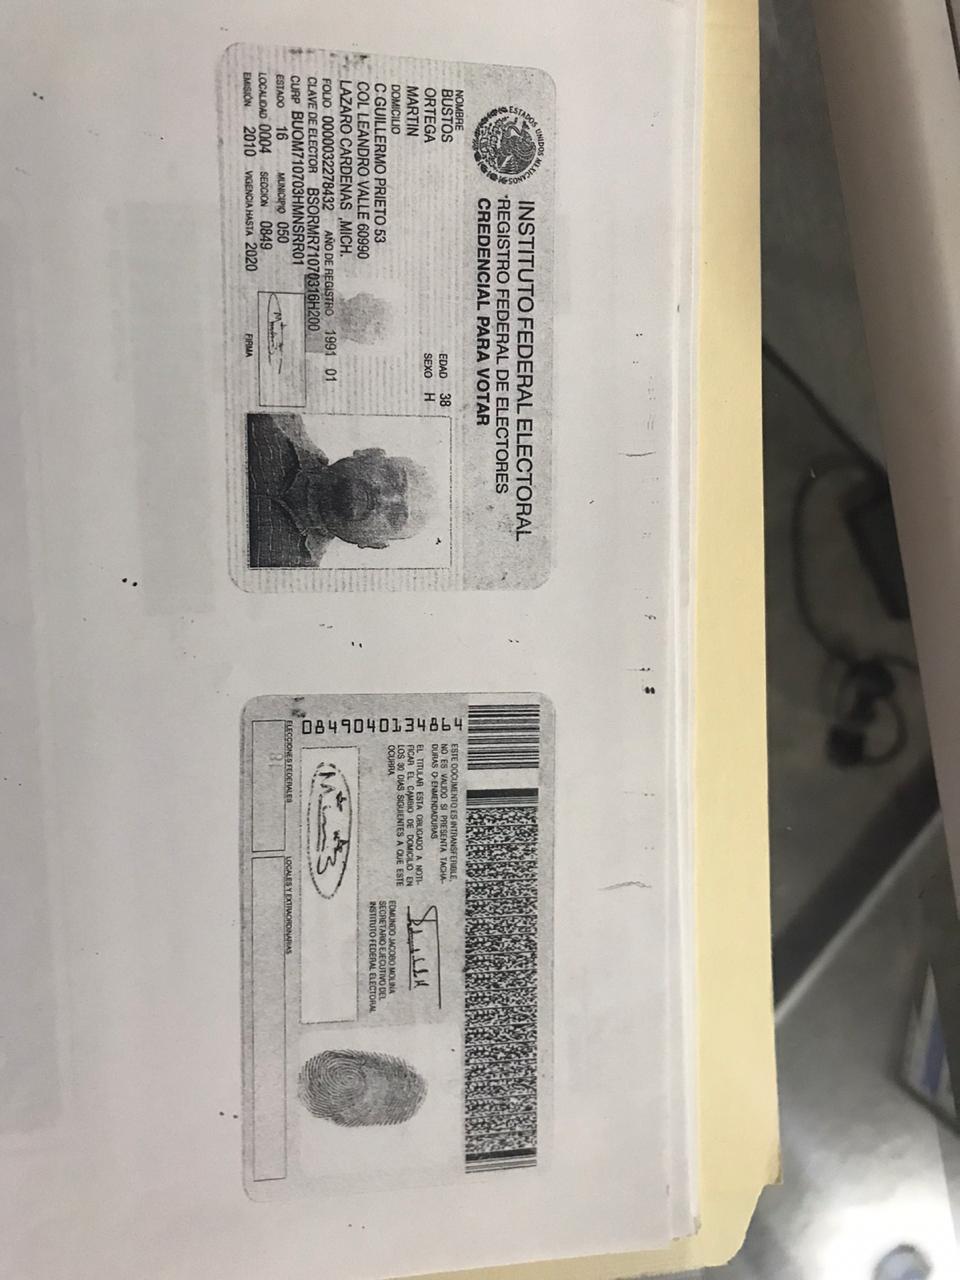 ESTADOS UNIDOS MEXICANOS
INSTITUTO FEDERAL ELECTORAL
REGISTRO FEDERAL DE ELECTORES
CREDENCIAL PARA VOTAR
NOMBRE
BUSTOS
ORTEGA
MARTIN
EDAD 38
SEXO H
DOMICILIO
C GUILLERMO PRIETO 53
COL LEANDRO VALLE 60990
LAZARO CARDENAS ,MICH.
FOLIO 0000032278432 AÑO DE REGISTRO 1991 01
CLAVE DE ELECTOR BSORMR71070316H200
CURP BUOM710703HMNSRR01
ESTADO 16 MUNICIPIO 050
LOCALIDAD 0004 SECCION 0849
EMISIÓN 2010 VIGENCIA HASTA 2020 FIRMA
ESTE DOCUMENTO ES INTRANSFERIBLE,
NO ES VALIDO SI PRESENTA TACHA-
DURAS O ENMENDADURAS
EL TITULAR ESTA OBLIGADO A NOTI-
FICAR EL CAMBIO DE DOMICILIO EN
LOS 30 DIAS SIGUIENTES A QUE ESTE
OCURRA
EDMUNDO JACOBO MOLINA
SECRETARIO EJECUTIVO DEL
INSTITUTO FEDERAL ELECTORAL
0849040134864
ELECCIONES FEDERALES
LOCALES Y EXTRAORDINARIAS